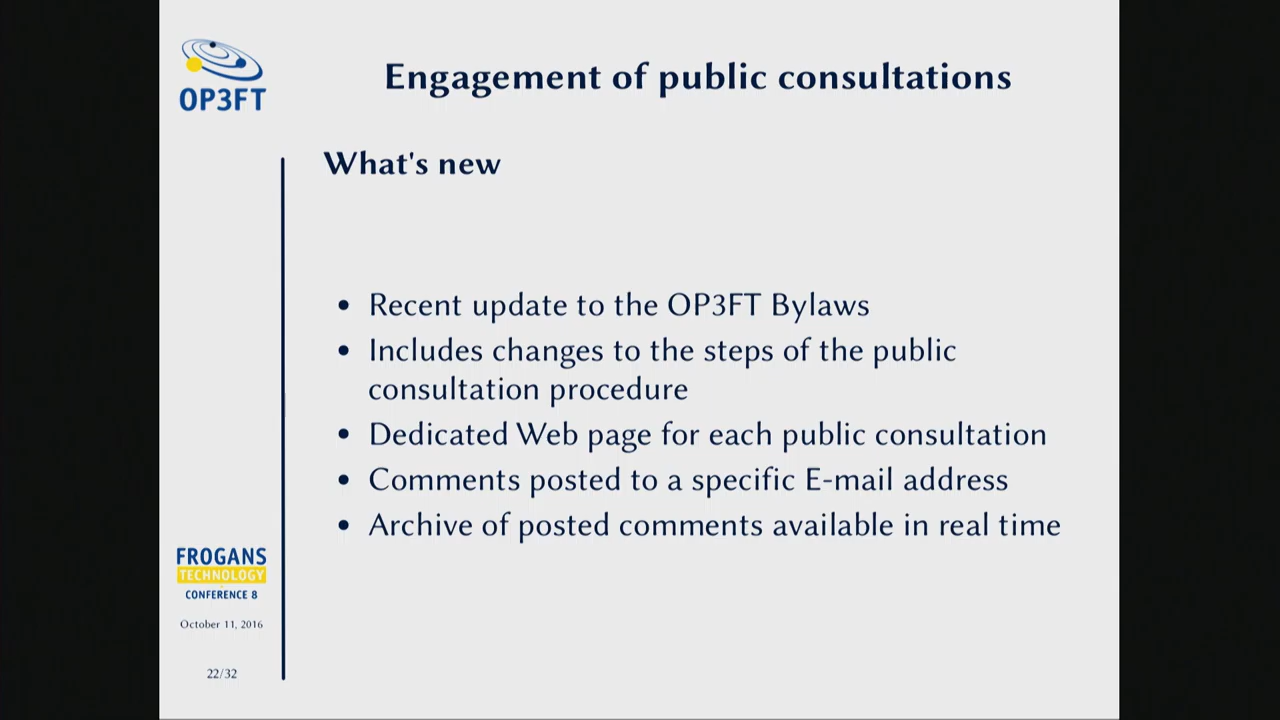 OP3FT
Engagement of public consultations
What's new
• Recent update to the OP3FT Bylaws
• Includes changes to the steps of the public
consultation procedure
• Dedicated Web page for each public consultation
• Comments posted to a specific E-mail address
• Archive of posted comments available in real time
FROGANS
TECHNOLOGY
CONFERENCE 8
October 11, 2016
22/32